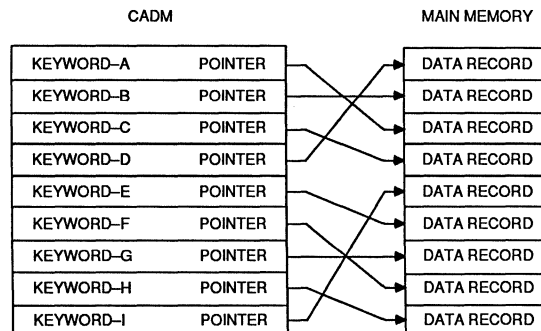 CADM MAIN MEMORY
KEYWORD–A POINTER DATA RECORD
KEYWORD–B POINTER DATA RECORD
KEYWORD–C POINTER DATA RECORD
KEYWORD–D POINTER DATA RECORD
KEYWORD–E POINTER DATA RECORD
KEYWORD–F POINTER DATA RECORD
KEYWORD–G POINTER DATA RECORD
KEYWORD–H POINTER DATA RECORD
KEYWORD–I POINTER DATA RECORD